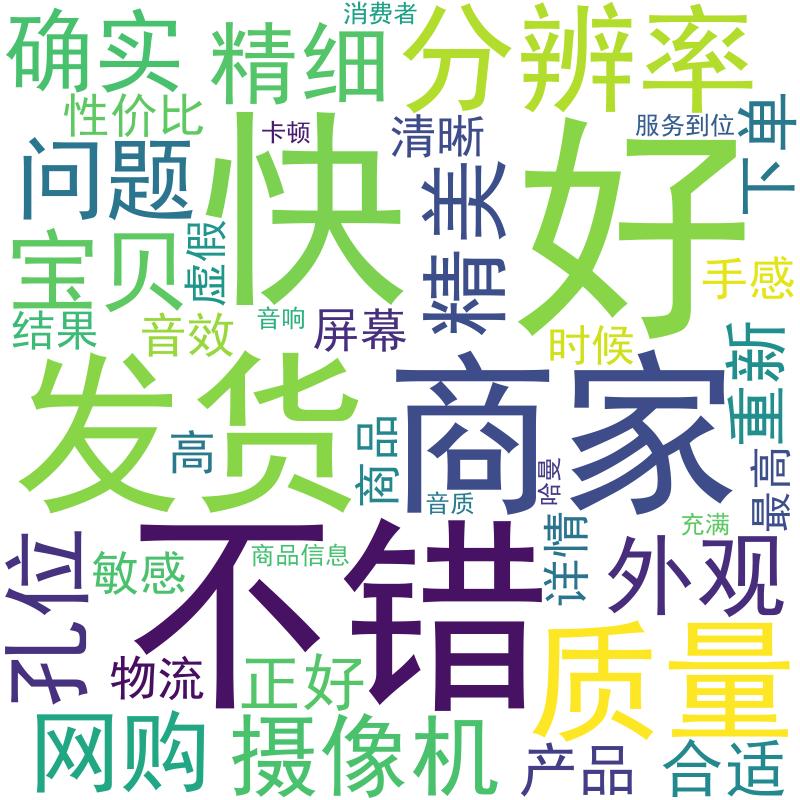 消费者
确实
精细
分辨率
性价比
卡顿
清晰
服务到位
下单
问题
快
精美
好
宝贝
虚假
手感
结果
音效
音响
屏幕
时候
重新
发货
商家
高
商品
最高
哈曼
音质
充满
孔位
不错
敏感
商品信息
详情
外观
物流
正好
质量
网购
摄像机
产品
合适